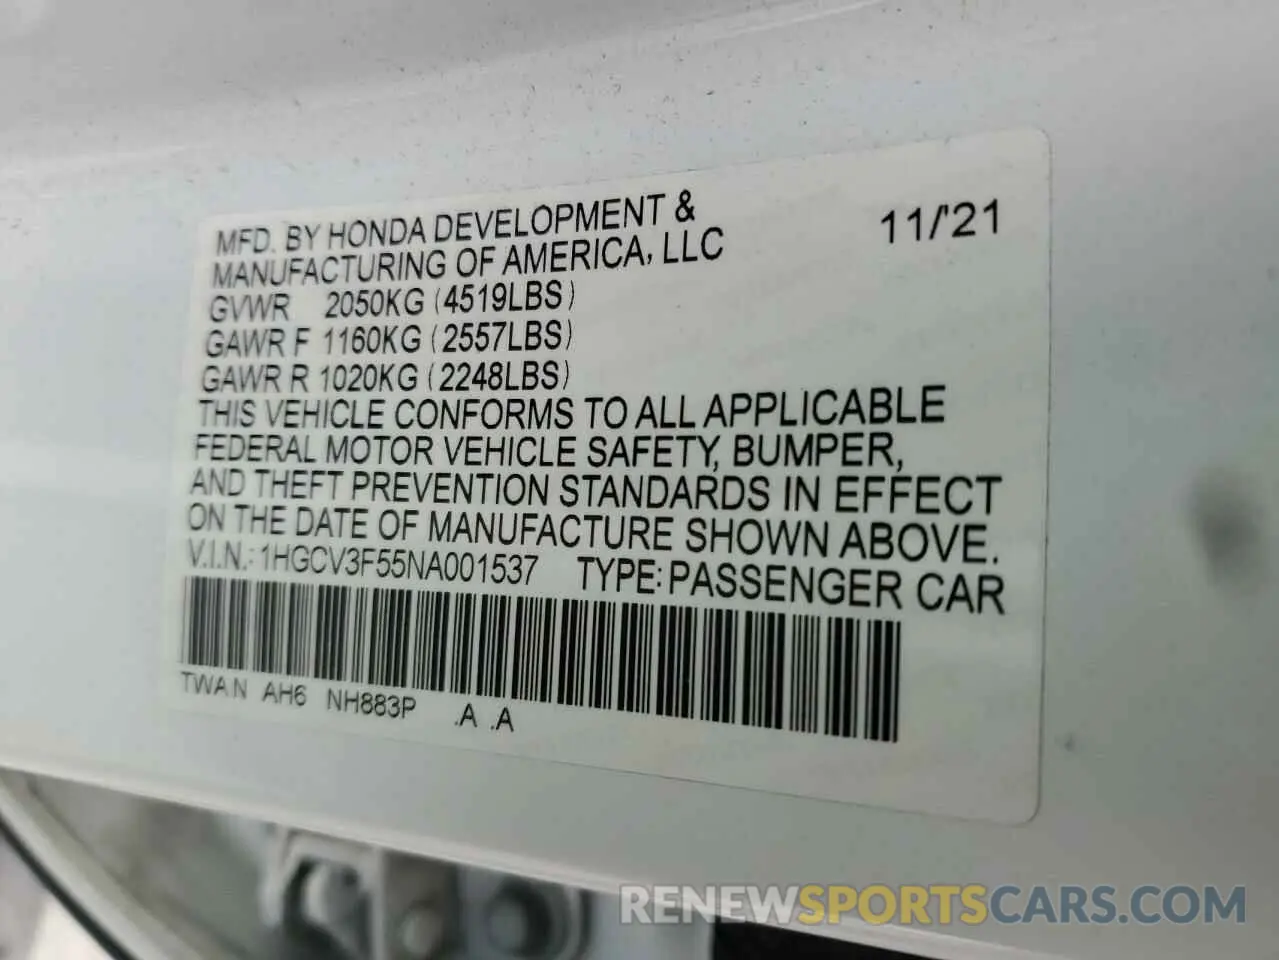 MFD. BY HONDA DEVELOPMENT &
MANUFACTURING OF AMERICA, LLC
11/'21
GVWR 2050KG (4519LBS)
GAWR F 1160KG (2557LBS)
GAWR R 1020KG (2248LBS)
THIS VEHICLE CONFORMS TO ALL APPLICABLE
FEDERAL MOTOR VEHICLE SAFETY, BUMPER,
AND THEFT PREVENTION STANDARDS IN EFFECT
ON THE DATE OF MANUFACTURE SHOWN ABOVE.
V.I.N.: 1HGCV3F55NA001537 TYPE: PASSENGER CAR
TWAN AH6 NH883P .A .A
RENEWSPORTSCARS.COM